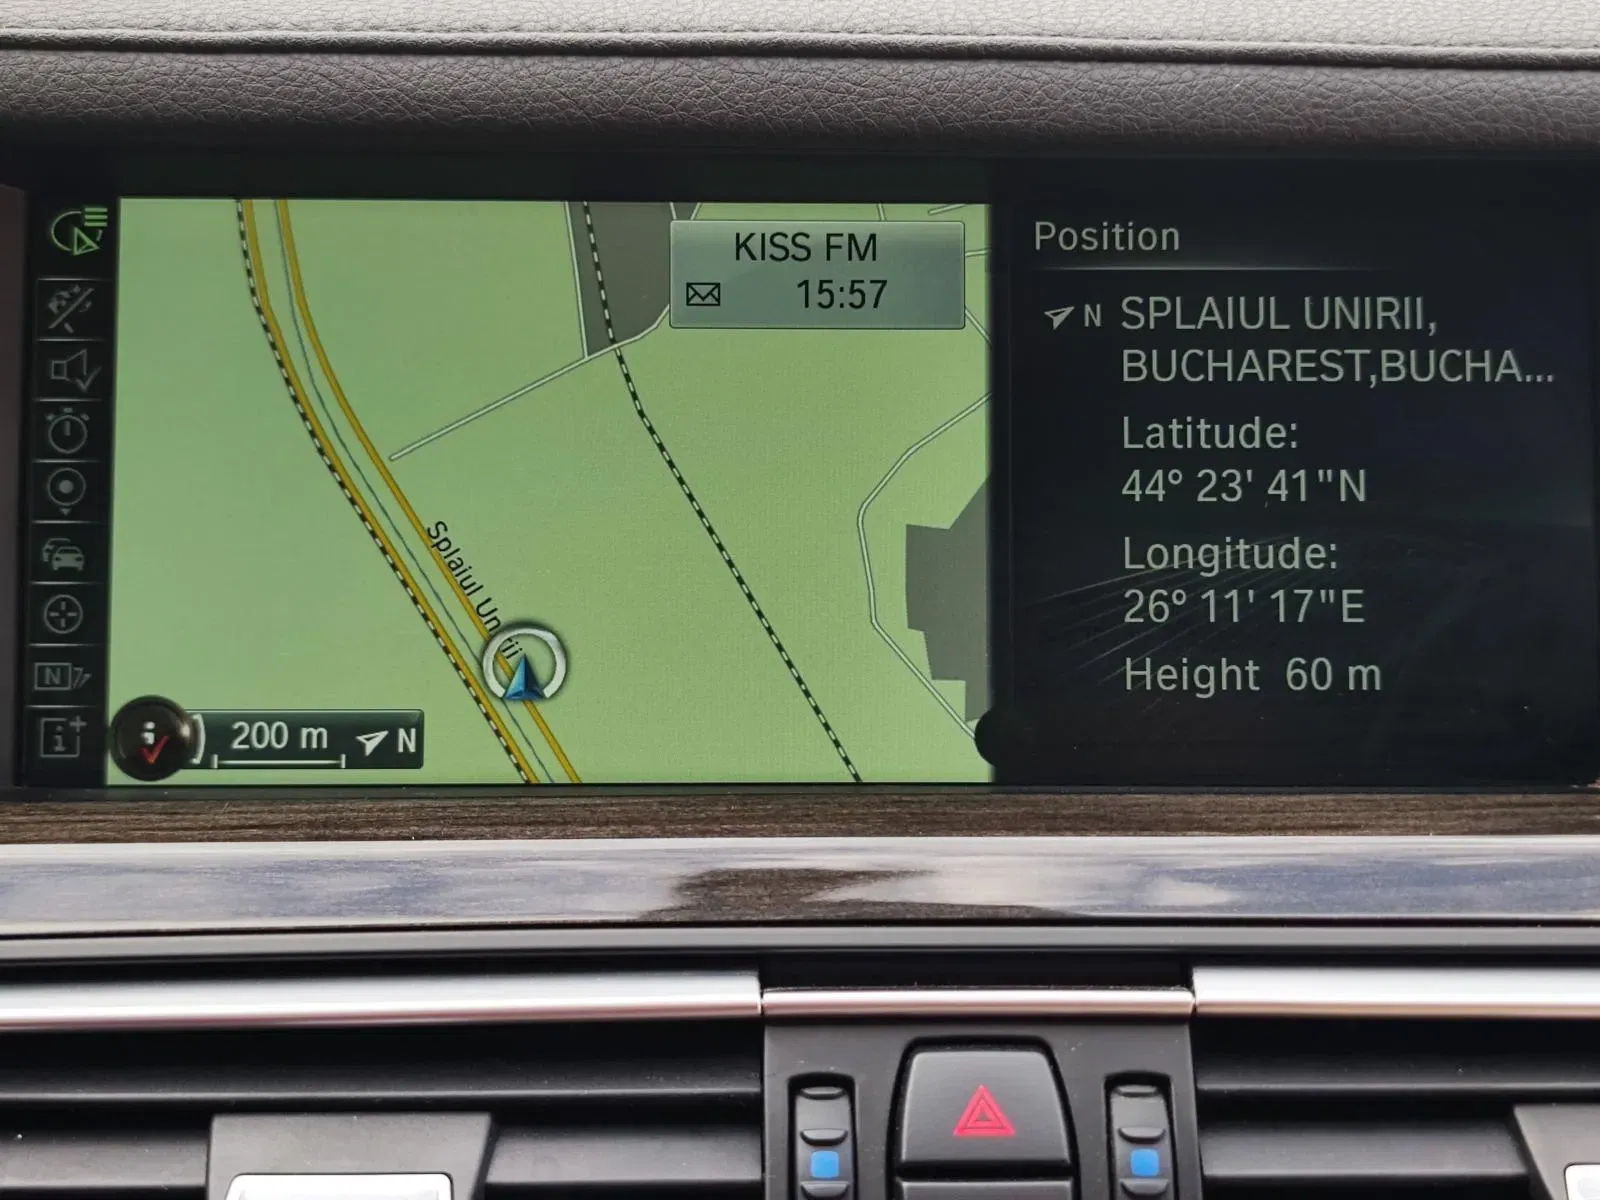 KISS FM
15:57
Splaiul Unirii
200 m N
N
i
Position
N SPLAIUL UNIRII,
BUCHAREST,BUCHA...
Latitude:
44° 23' 41"N
Longitude:
26° 11' 17"E
Height 60 m